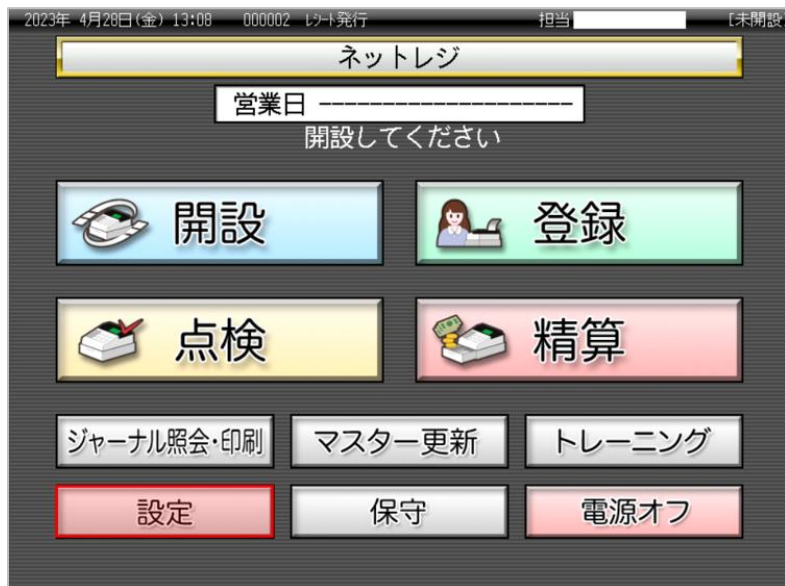 2023年 4月28日(金) 13:08 000002 レシート発行 担当 [未開設
ネットレジ
営業日 --------------------
開設してください
開設 登録
点検 精算
ジャーナル照会・印刷 マスター更新 トレーニング
設定 保守 電源オフ